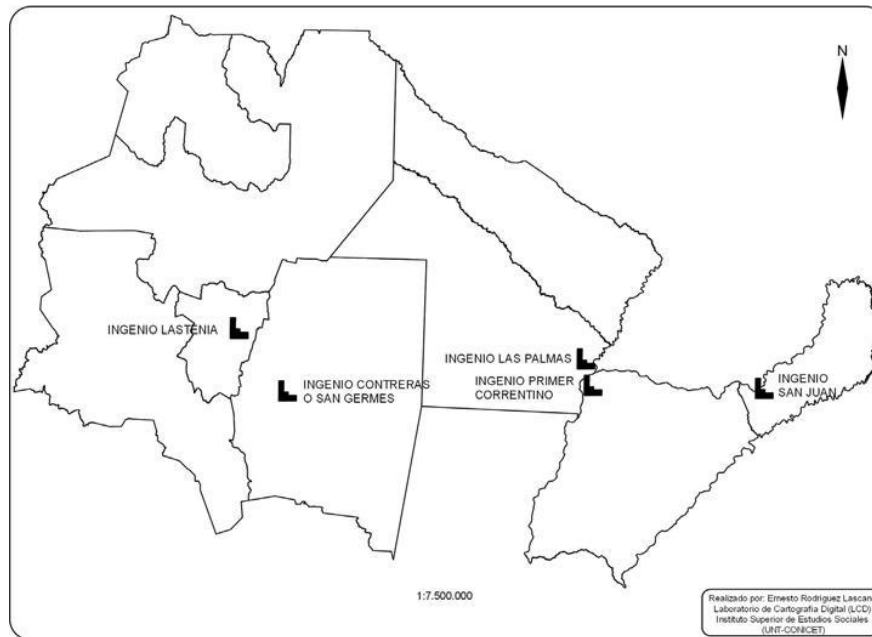 N
INGENIO LASTENIA
INGENIO LAS PALMAS
INGENIO CONTRERAS
O SAN GERMES
INGENIO PRIMER
CORRENTINO
INGENIO
SAN JUAN
1:7.500.000
Realizado por: Ernesto Rodriguez Lascano
Laboratorio de Cartografía Digital (LCD)
Instituto Superior de Estudios Sociales
(UNT-CONICET)